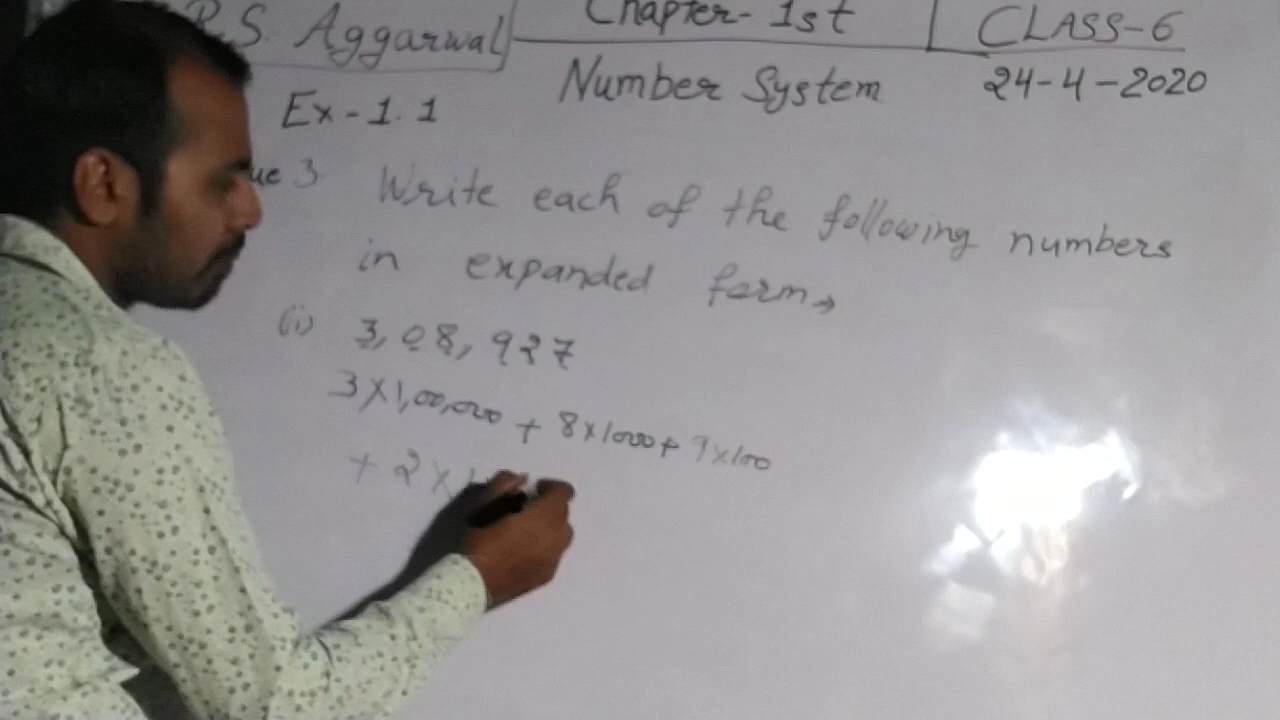 R.S. Aggarwal
Chapter-1st
CLASS-6
Number System
24-4-2020
Ex-1.1
ue 3 Write each of the following numbers
in expanded form→
(i) 3,08,927
3×1,00,000 + 8×1000+ 9×100
+ 2×1